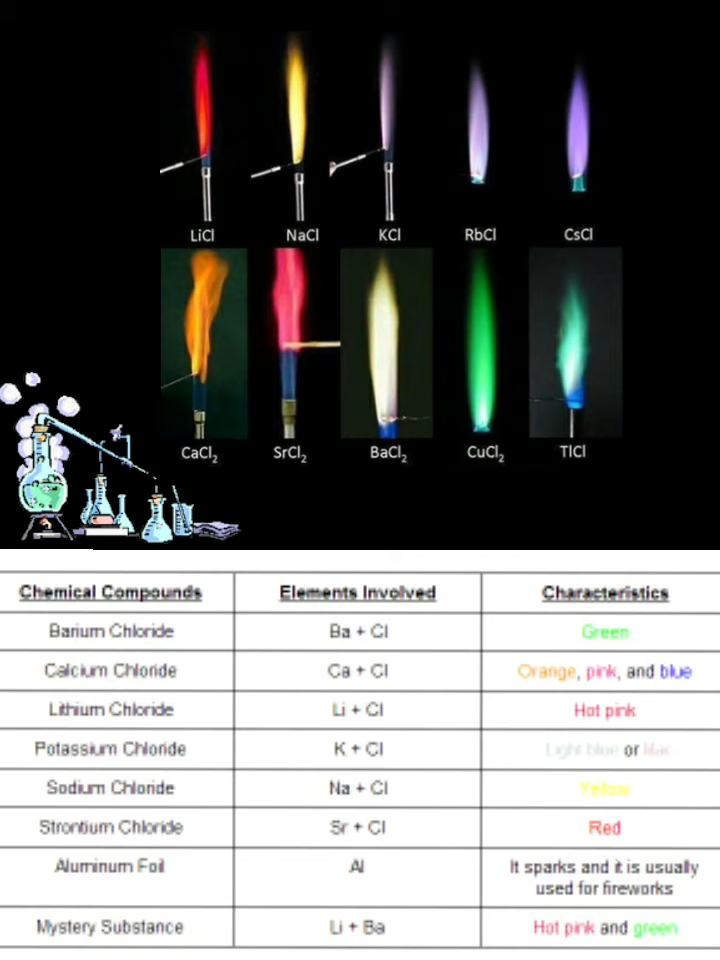 LiCl NaCl KCl RbCl CsCl
CaCl₂ SrCl₂ BaCl₂ CuCl₂ TlCl
Chemical Compounds Elements Involved Characteristics
Barium Chloride Ba + Cl Green
Calcium Chloride Ca + Cl Orange, pink, and blue
Lithium Chloride Li + Cl Hot pink
Potassium Chloride K + Cl Light blue or lilac
Sodium Chloride Na + Cl Yellow
Strontium Chloride Sr + Cl Red
Aluminum Foil Al It sparks and it is usually
used for fireworks
Mystery Substance Li + Ba Hot pink and green